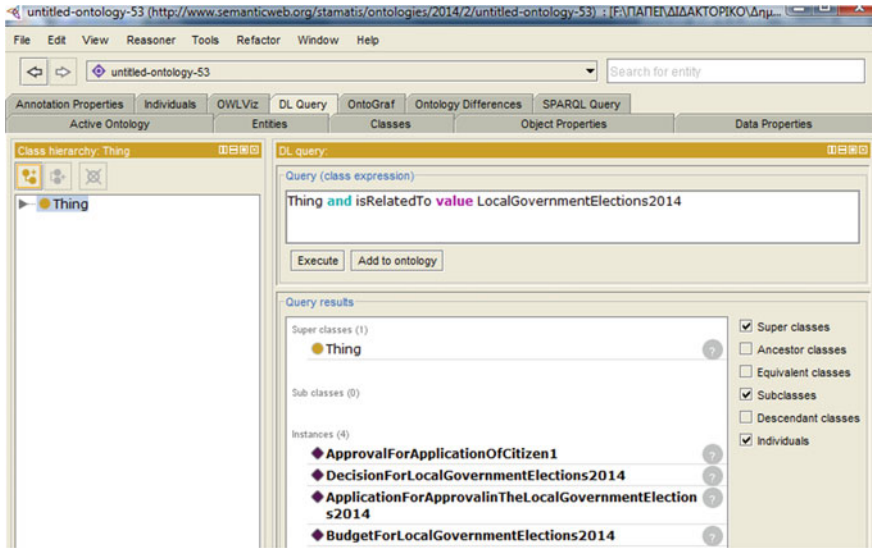 untitled-ontology-53 (http://www.semanticweb.org/stamatis/ontologies/2014/2/untitled-ontology-53) : [F:\ΠΑΠΕΙ\ΔΙΔΑΚΤΟΡΙΚΟ\Δημ...
File Edit View Reasoner Tools Refactor Window Help
untitled-ontology-53 Search for entity
Annotation Properties Individuals OWLViz DL Query OntoGraf Ontology Differences SPARQL Query
Active Ontology Entities Classes Object Properties Data Properties
Class hierarchy: Thing DL query:
Query (class expression)
Thing Thing and isRelatedTo value LocalGovernmentElections2014
Execute Add to ontology
Query results
Super classes (1) Super classes
Thing ? Ancestor classes
Equivalent classes
Sub classes (0) Subclasses
Descendant classes
Instances (4) Individuals
ApprovalForApplicationOfCitizen1 ?
DecisionForLocalGovernmentElections2014 ?
ApplicationForApprovalinTheLocalGovernmentElection ?
s2014
BudgetForLocalGovernmentElections2014 ?